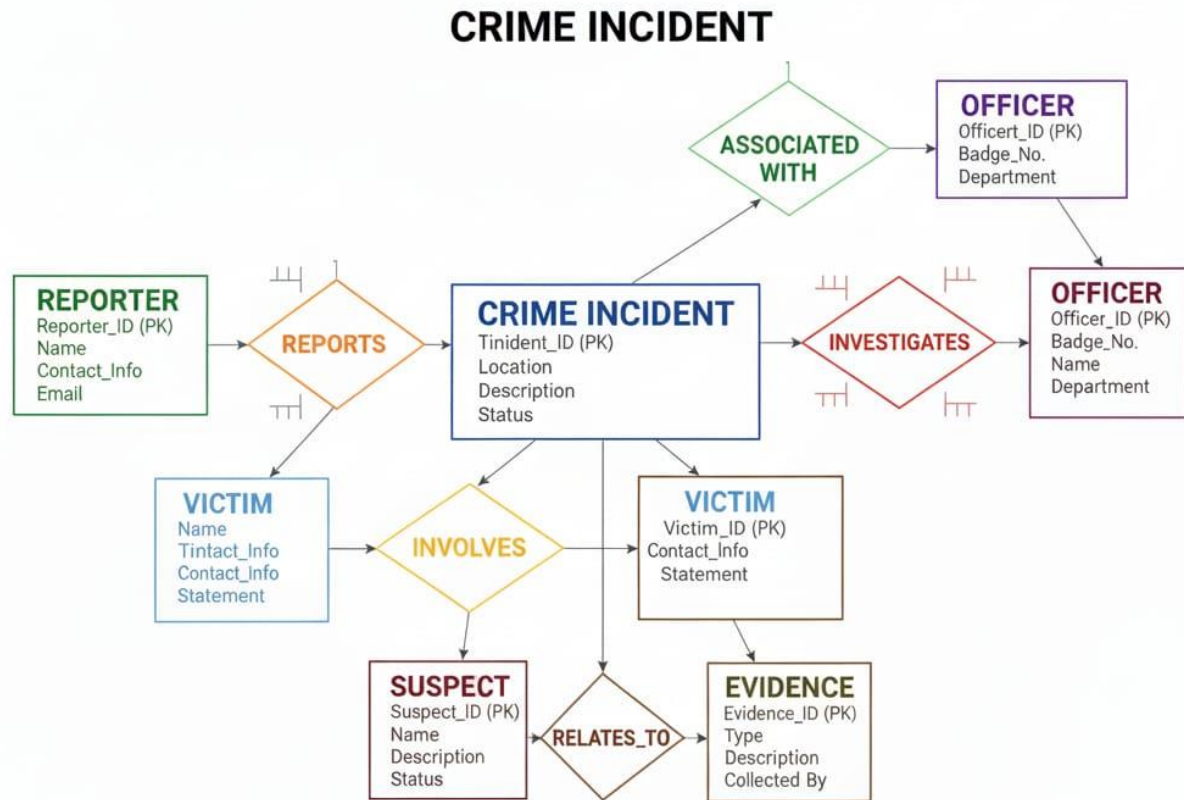 CRIME INCIDENT
ASSOCIATED
WITH
OFFICER
Officert_ID (PK)
Badge_No.
Department
REPORTER
Reporter_ID (PK)
Name
Contact_Info
Email
REPORTS
CRIME INCIDENT
Tinident_ID (PK)
Location
Description
Status
INVESTIGATES
OFFICER
Officer_ID (PK)
Badge_No.
Name
Department
VICTIM
Name
Tintact_Info
Contact_Info
Statement
INVOLVES
VICTIM
Victim_ID (PK)
Contact_Info
Statement
SUSPECT
Suspect_ID (PK)
Name
Description
Status
RELATES_TO
EVIDENCE
Evidence_ID (PK)
Type
Description
Collected By